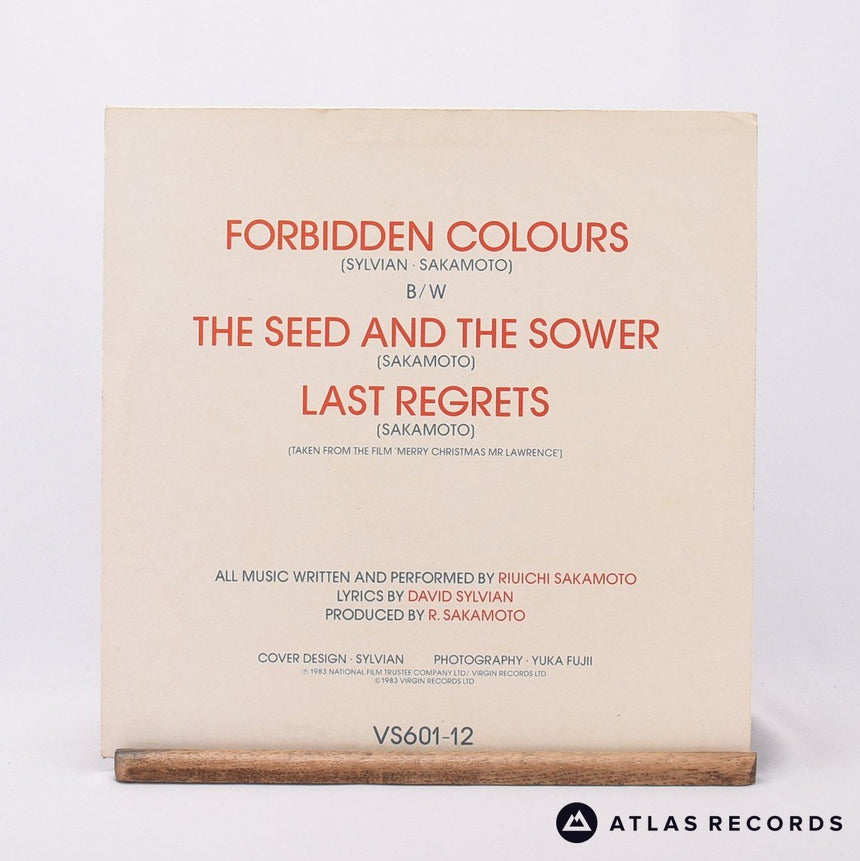 FORBIDDEN COLOURS
(SYLVIAN · SAKAMOTO)
B/W
THE SEED AND THE SOWER
(SAKAMOTO)
LAST REGRETS
(SAKAMOTO)
(TAKEN FROM THE FILM 'MERRY CHRISTMAS MR LAWRENCE')
ALL MUSIC WRITTEN AND PERFORMED BY RIUICHI SAKAMOTO
LYRICS BY DAVID SYLVIAN
PRODUCED BY R. SAKAMOTO
COVER DESIGN · SYLVIAN PHOTOGRAPHY · YUKA FUJII
℗ 1983 NATIONAL FILM TRUSTEE COMPANY LTD/ VIRGIN RECORDS LTD
© 1983 VIRGIN RECORDS LTD
VS601-12
ATLAS RECORDS